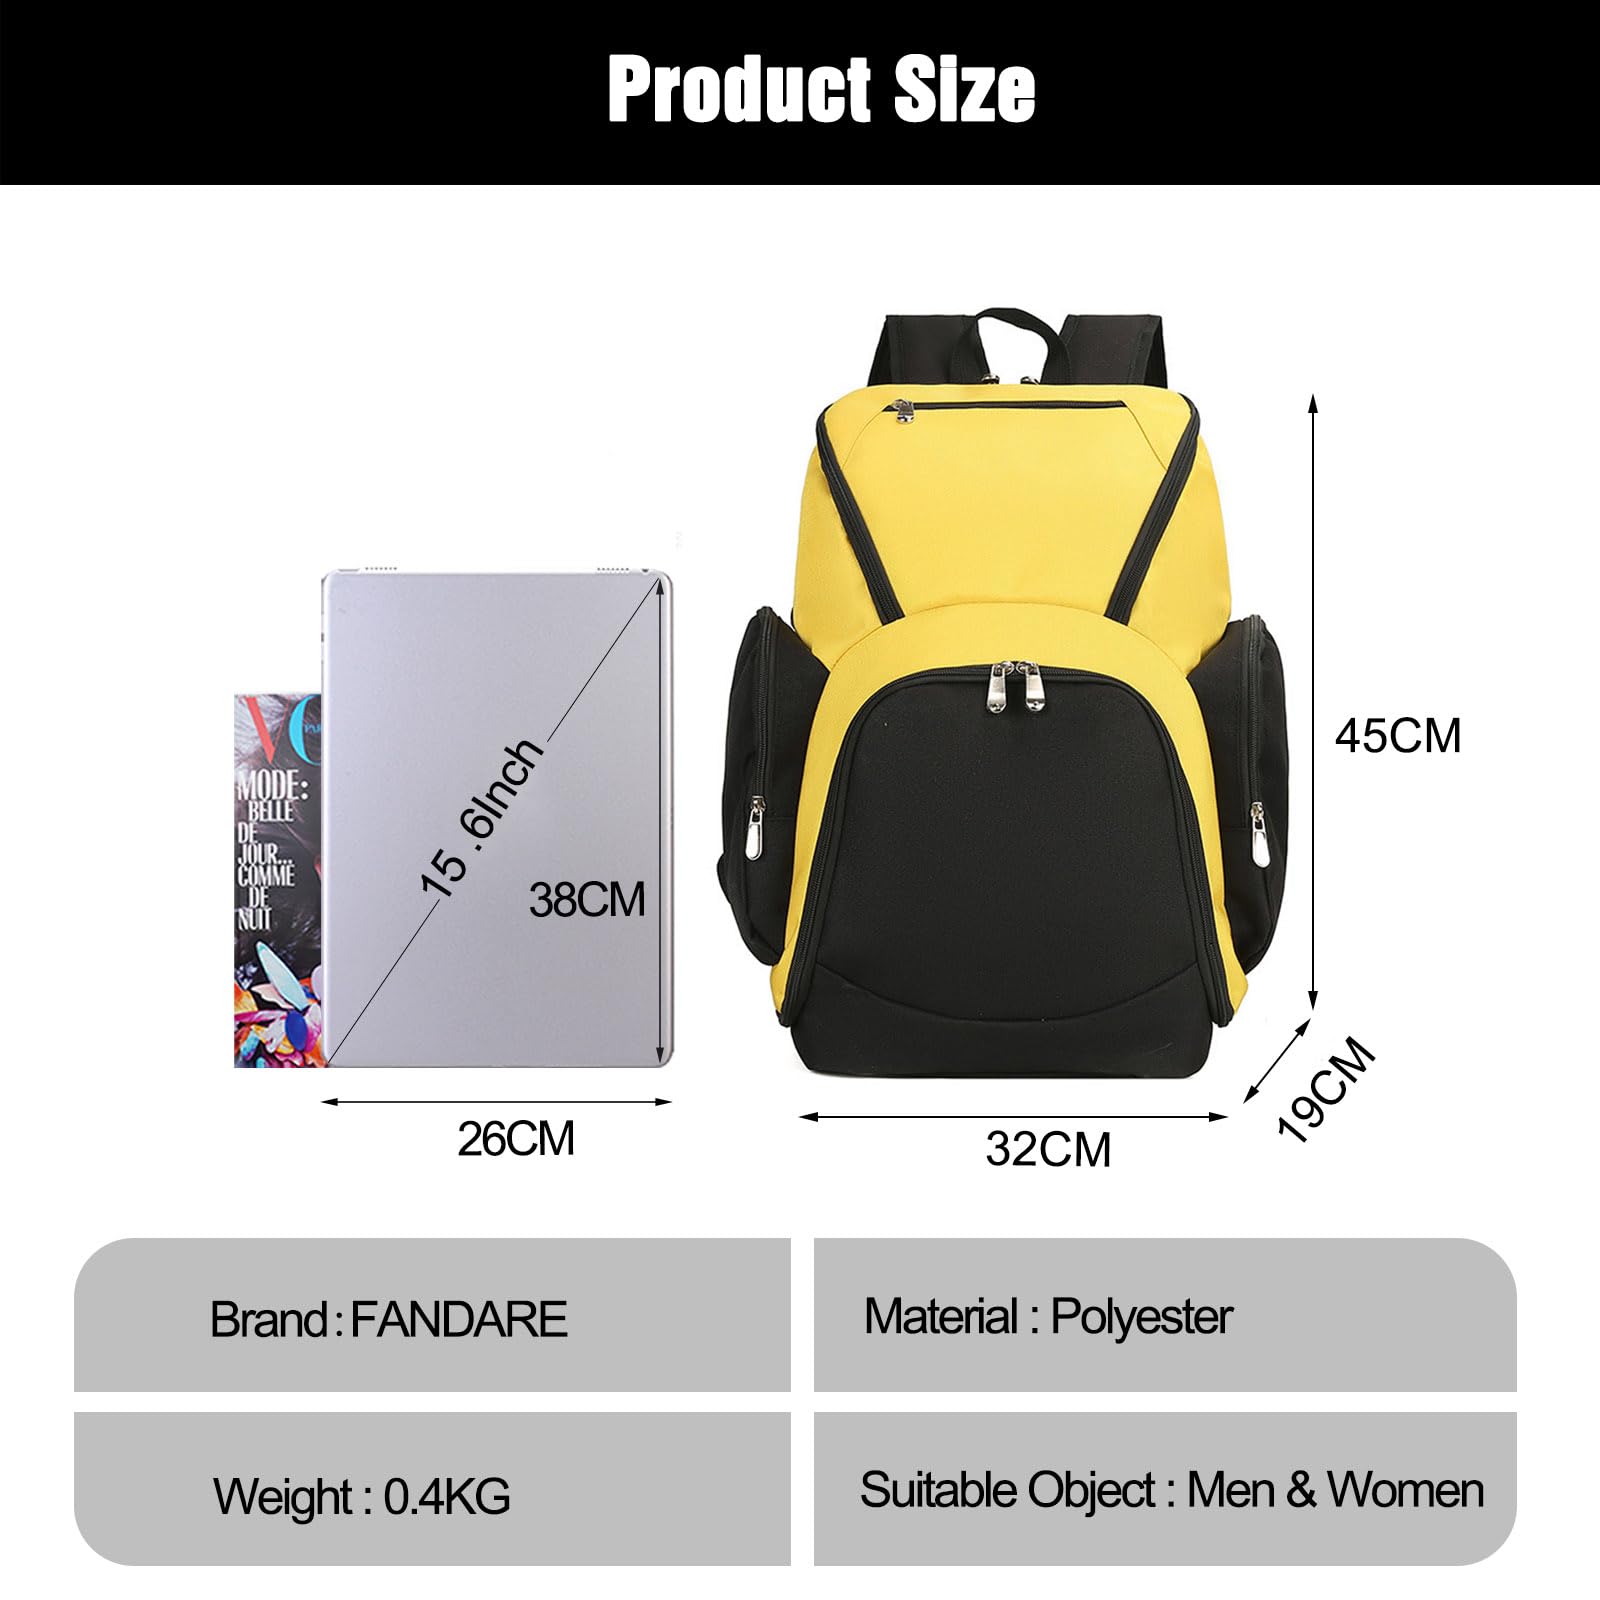 Product Size
45CM
15 .6Inch
38CM
MODE:
BELLE
DE
JOUR...
COMME
DE
NUIT
26CM
32CM
19CM
Brand : FANDARE
Material : Polyester
Weight : 0.4KG
Suitable Object : Men & Women